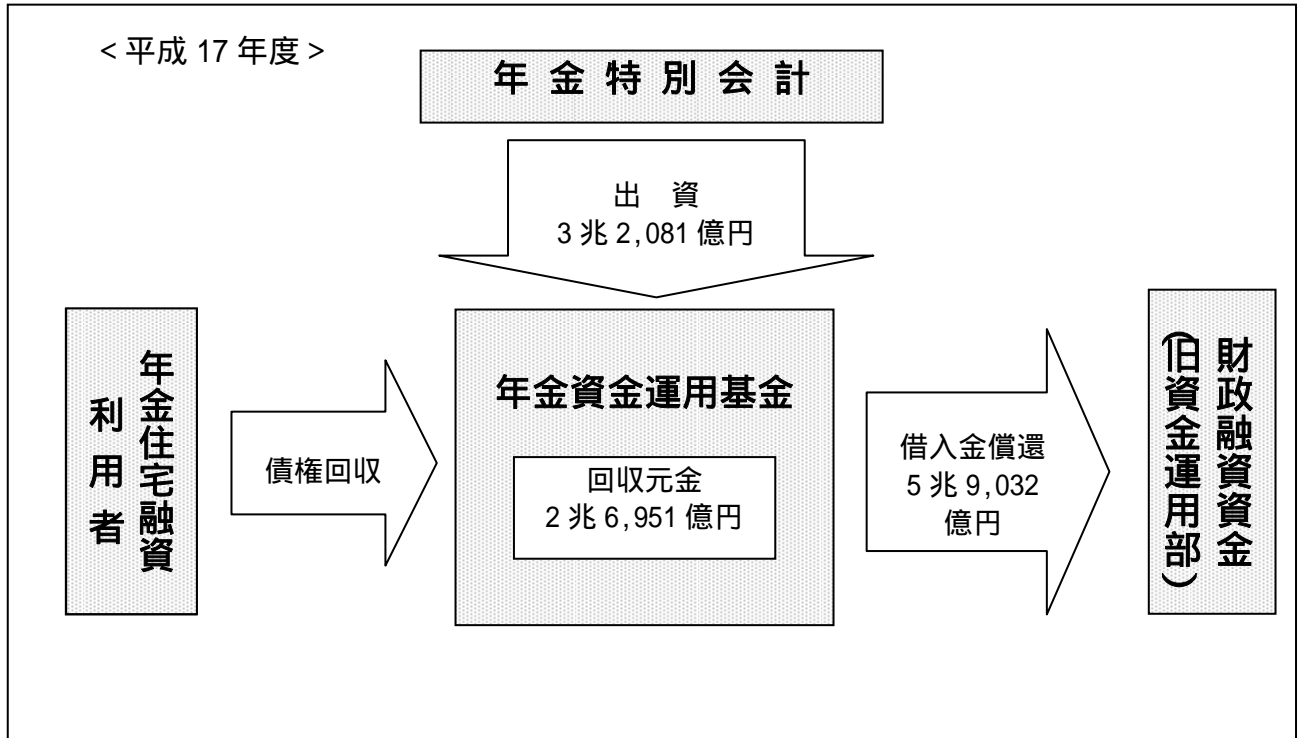 ＜平成 17 年度＞
年 金 特 別 会 計
出　資
3 兆 2,081 億円
年金住宅融資
利用者
債権回収
年金資金運用基金
回収元金
2 兆 6,951 億円
借入金償還
5 兆 9,032
億円
財政融資資金
(旧資金運用部)